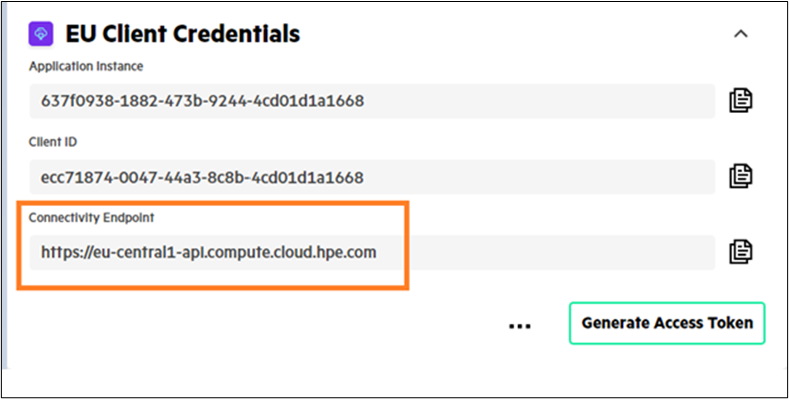 EU Client Credentials
Application Instance
637f0938-1882-473b-9244-4cd01d1a1668
Client ID
ecc71874-0047-44a3-8c8b-4cd01d1a1668
Connectivity Endpoint
https://eu-central1-api.compute.cloud.hpe.com
Generate Access Token